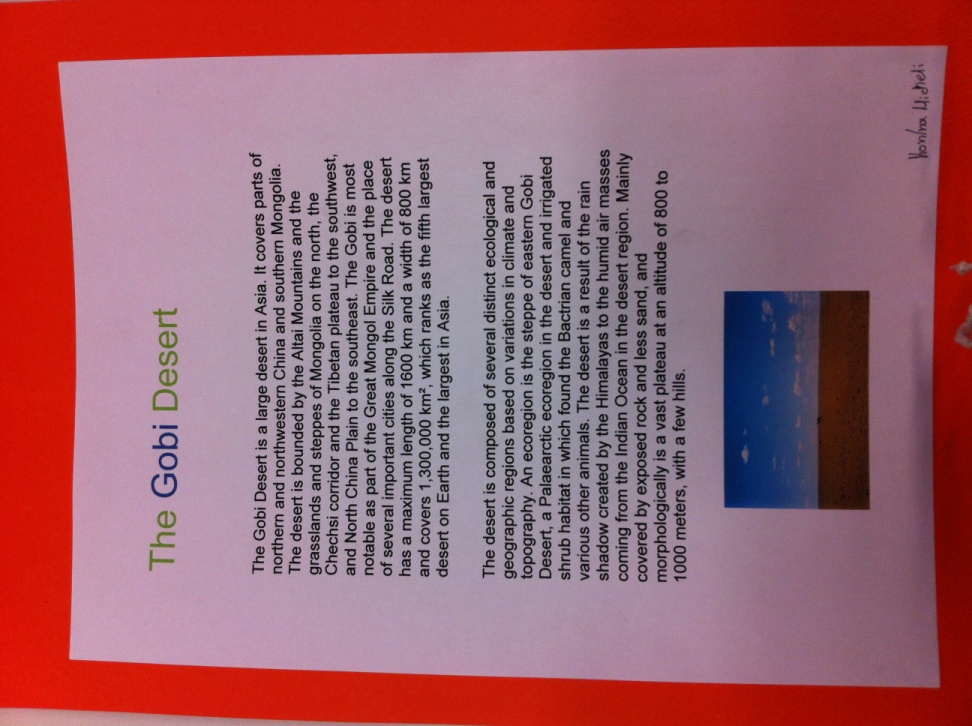 The Gobi Desert
The Gobi Desert is a large desert in Asia. It covers parts of
northern and northwestern China and southern Mongolia.
The desert is bounded by the Altai Mountains and the
grasslands and steppes of Mongolia on the north, the
Chechsi corridor and the Tibetan plateau to the southwest,
and North China Plain to the southeast. The Gobi is most
notable as part of the Great Mongol Empire and the place
of several important cities along the Silk Road. The desert
has a maximum length of 1600 km and a width of 800 km
and covers 1,300,000 km², which ranks as the fifth largest
desert on Earth and the largest in Asia.
The desert is composed of several distinct ecological and
geographic regions based on variations in climate and
topography. An ecoregion is the steppe of eastern Gobi
Desert, a Palaearctic ecoregion in the desert and irrigated
shrub habitat in which found the Bactrian camel and
various other animals. The desert is a result of the rain
shadow created by the Himalayas to the humid air masses
coming from the Indian Ocean in the desert region. Mainly
covered by exposed rock and less sand, and
morphologically is a vast plateau at an altitude of 800 to
1000 meters, with a few hills.